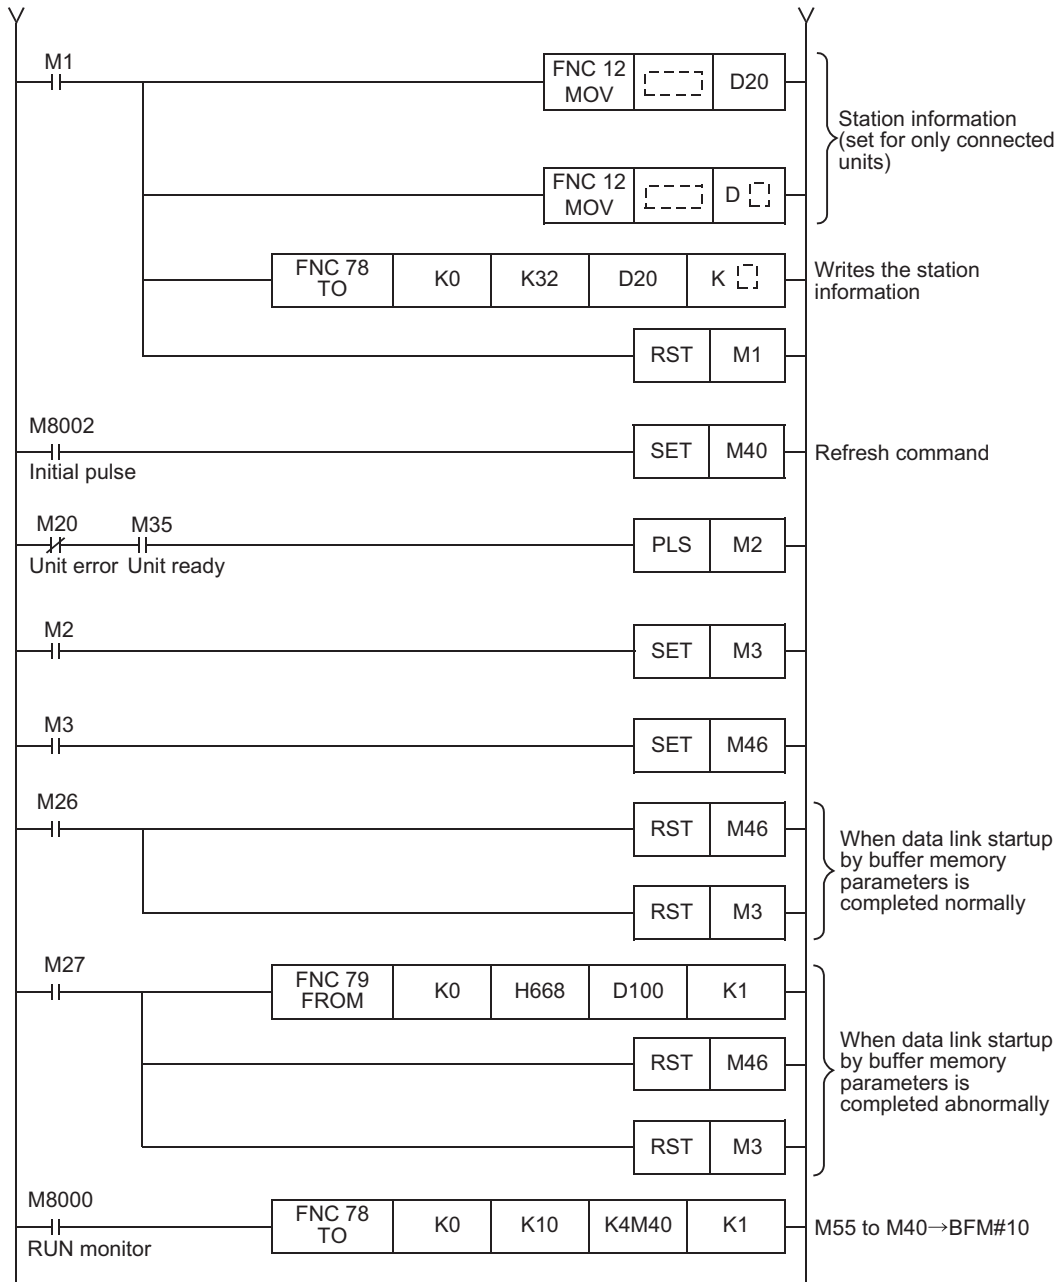 M1
FNC 12
MOV
D20
Station information
(set for only connected
units)
FNC 12
MOV
D
FNC 78
TO
K0
K32
D20
K
Writes the station
information
RST
M1
M8002
Initial pulse
SET
M40
Refresh command
M20
M35
Unit error
Unit ready
PLS
M2
M2
SET
M3
M3
SET
M46
M26
RST
M46
RST
M3
When data link startup
by buffer memory
parameters is
completed normally
M27
FNC 79
FROM
K0
H668
D100
K1
RST
M46
RST
M3
When data link startup
by buffer memory
parameters is
completed abnormally
M8000
RUN monitor
FNC 78
TO
K0
K10
K4M40
K1
M55 to M40→BFM#10